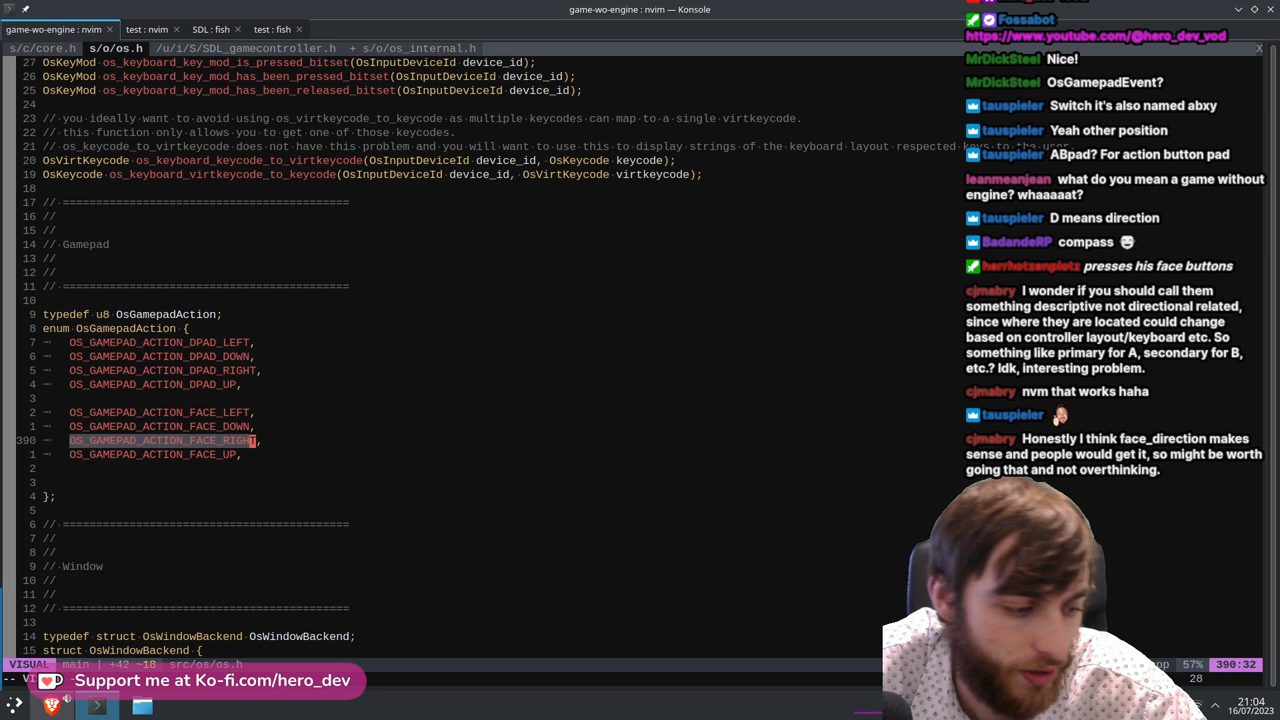 game-wo-engine : nvim — Konsole
game-wo-engine : nvim test : nvim SDL : fish test : fish
s/c/core.h s/o/os.h /u/i/S/SDL_gamecontroller.h
27 OsKeyMod os_keyboard_key_mod_is_pressed_bitset(OsInputDeviceId device_id);
26 OsKeyMod os_keyboard_key_mod_has_been_pressed_bitset(OsInputDeviceId device_id);
25 OsKeyMod os_keyboard_key_mod_has_been_released_bitset(OsInputDeviceId device_id);
24
23 // you ideally want to avoid using os_virtkeycode_to_keycode as multiple keycodes can map to a single virtkeycode.
22 // this function only allows you to get one of those keycodes.
21 // os_keycode_to_virtkeycode does not have this problem and you will want to use this to display strings of the keyboard layout respected keys to the user.
20 OsVirtKeycode os_keyboard_keycode_to_virtkeycode(OsInputDeviceId device_id, OsKeycode keycode);
19 OsKeycode os_keyboard_virtkeycode_to_keycode(OsInputDeviceId device_id, OsVirtKeycode virtkeycode);
18
17 // ===========================================
16 //
15 //
14 // Gamepad
13 //
12 //
11 // ===========================================
10
9 typedef u8 OsGamepadAction;
8 enum OsGamepadAction {
7 OS_GAMEPAD_ACTION_DPAD_LEFT,
6 OS_GAMEPAD_ACTION_DPAD_DOWN,
5 OS_GAMEPAD_ACTION_DPAD_RIGHT,
4 OS_GAMEPAD_ACTION_DPAD_UP,
3
2 OS_GAMEPAD_ACTION_FACE_LEFT,
1 OS_GAMEPAD_ACTION_FACE_DOWN,
390 OS_GAMEPAD_ACTION_FACE_RIGHT,
1 OS_GAMEPAD_ACTION_FACE_UP,
2
3
4 };
5
6 // ===========================================
7 //
8 //
9 // Window
10 //
11 //
12 // ===========================================
13
14 typedef struct OsWindowBackend OsWindowBackend;
15 struct OsWindowBackend {
VISUAL main | +42 ~18 src/os/os.h 57% 390:32
28
Support me at Ko-fi.com/hero_dev
21:04
16/07/2023
Fossabot
https://www.youtube.com/@hero_dev_vod
MrDickSteel Nice!
MrDickSteel OsGamepadEvent?
tauspieler Switch it's also named abxy
tauspieler Yeah other position
tauspieler ABpad? For action button pad
leanmeanjean what do you mean a game without
engine? whaaaaat?
tauspieler D means direction
BadandeRP compass
herrhotzenplotz presses his face buttons
cjmabry I wonder if you should call them
something descriptive not directional related,
since where they are located could change
based on controller layout/keyboard etc. So
something like primary for A, secondary for B,
etc.? Idk, interesting problem.
cjmabry nvm that works haha
tauspieler
cjmabry Honestly I think face_direction makes
sense and people would get it, so might be worth
going that and not overthinking.